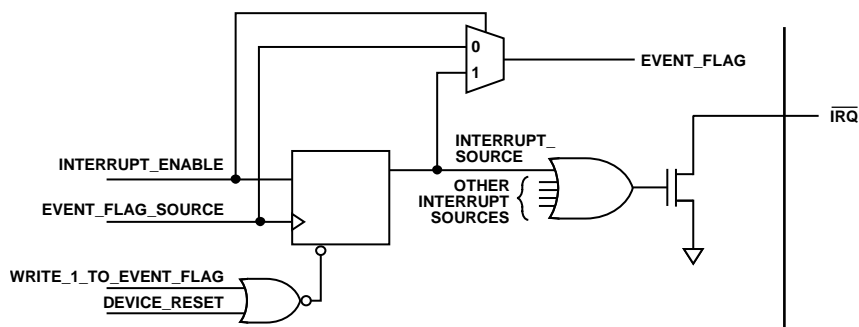 0
EVENT_FLAG
1
IRQ
INTERRUPT_ENABLE
INTERRUPT_
SOURCE
OTHER
INTERRUPT
SOURCES
EVENT_FLAG_SOURCE
WRITE_1_TO_EVENT_FLAG
DEVICE_RESET